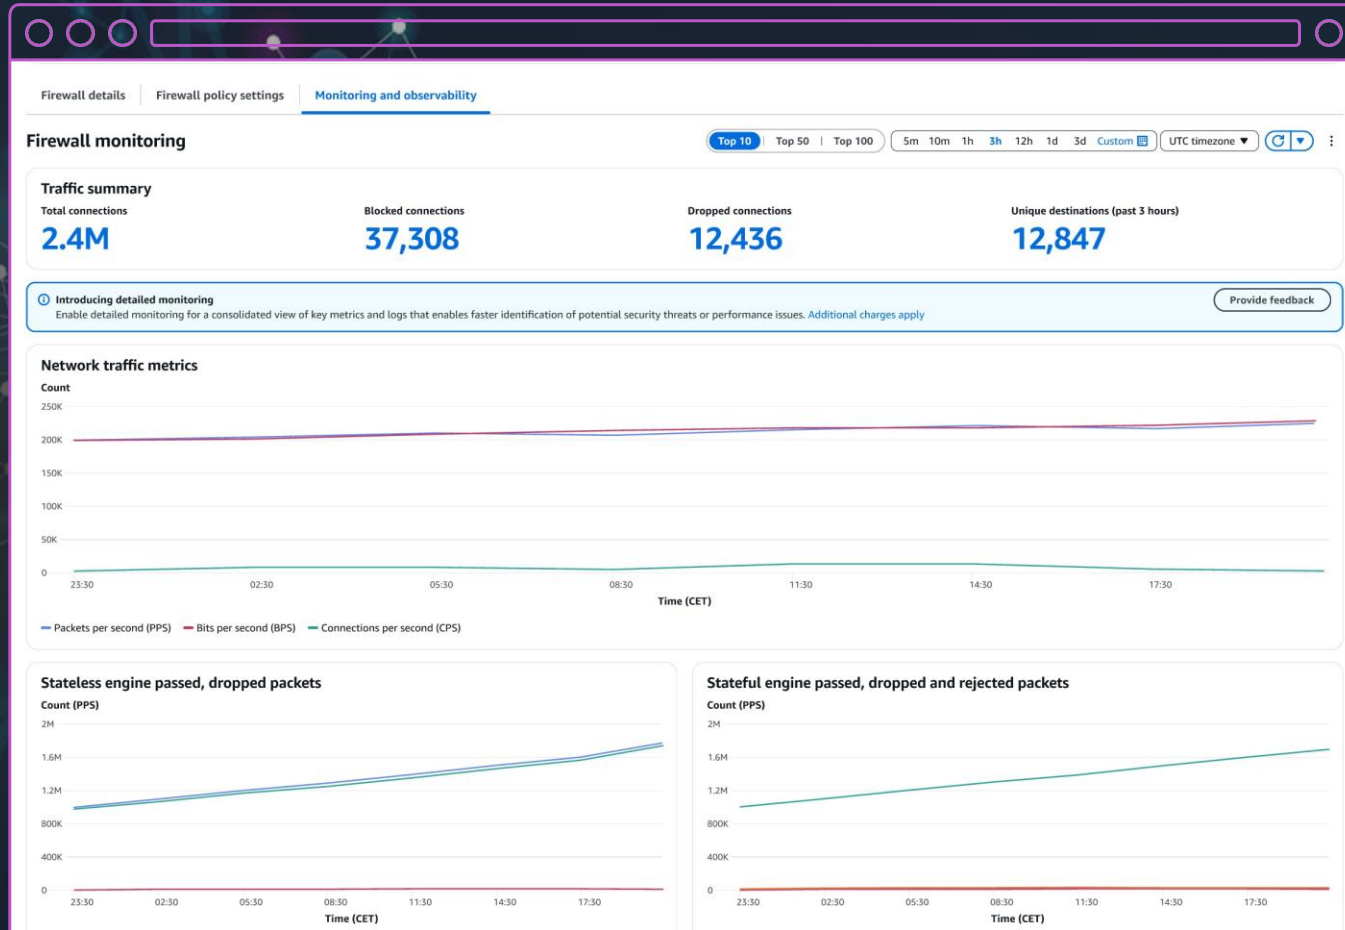 Firewall details Firewall policy settings Monitoring and observability
Firewall monitoring Top 10 Top 50 Top 100 5m 10m 1h 3h 12h 1d 3d Custom UTC timezone
Traffic summary
Total connections Blocked connections Dropped connections Unique destinations (past 3 hours)
2.4M 37,308 12,436 12,847
Introducing detailed monitoring Provide feedback
Enable detailed monitoring for a consolidated view of key metrics and logs that enables faster identification of potential security threats or performance issues. Additional charges apply
Network traffic metrics
Count
250K
200K
150K
100K
50K
0
23:30 02:30 05:30 08:30 11:30 14:30 17:30
Time (CET)
Packets per second (PPS) Bits per second (BPS) Connections per second (CPS)
Stateless engine passed, dropped packets
Count (PPS)
2M
1.6M
1.2M
800K
400K
0
23:30 02:30 05:30 08:30 11:30 14:30 17:30
Time (CET)
Stateful engine passed, dropped and rejected packets
Count (PPS)
2M
1.6M
1.2M
800K
400K
0
23:30 02:30 05:30 08:30 11:30 14:30 17:30
Time (CET)